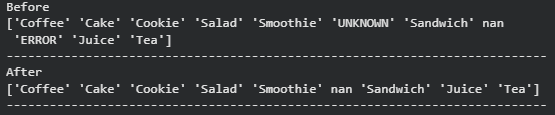 Before
['Coffee' 'Cake' 'Cookie' 'Salad' 'Smoothie' 'UNKNOWN' 'Sandwich' nan
 'ERROR' 'Juice' 'Tea']
---------------------------------------------------------------------------
After
['Coffee' 'Cake' 'Cookie' 'Salad' 'Smoothie' nan 'Sandwich' 'Juice' 'Tea']
---------------------------------------------------------------------------